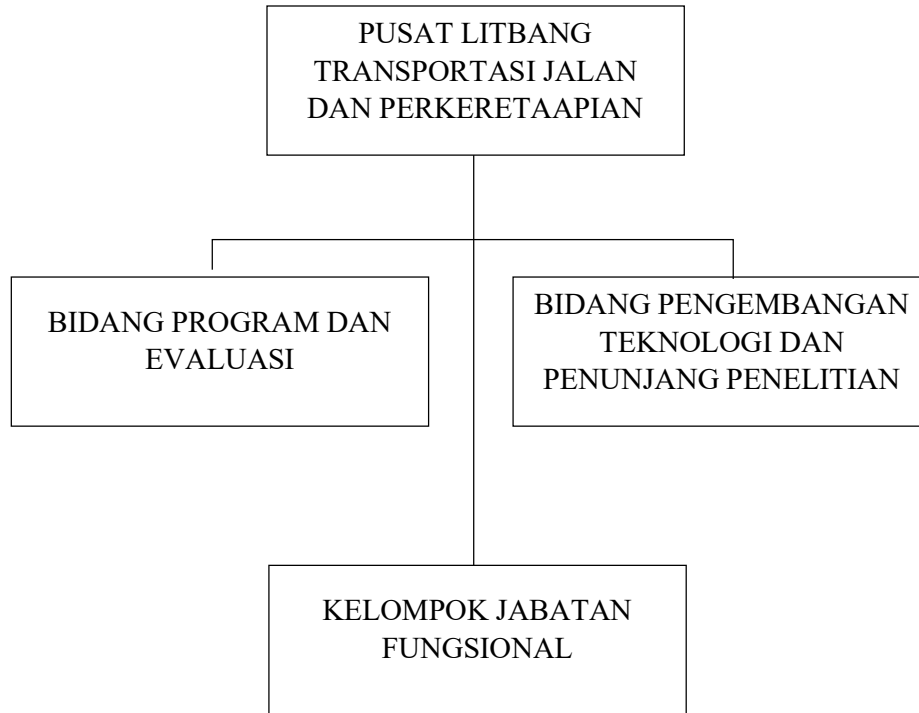 PUSAT LITBANG
TRANSPORTASI JALAN
DAN PERKERETAAPIAN
BIDANG PROGRAM DAN
EVALUASI
BIDANG PENGEMBANGAN
TEKNOLOGI DAN
PENUNJANG PENELITIAN
KELOMPOK JABATAN
FUNGSIONAL